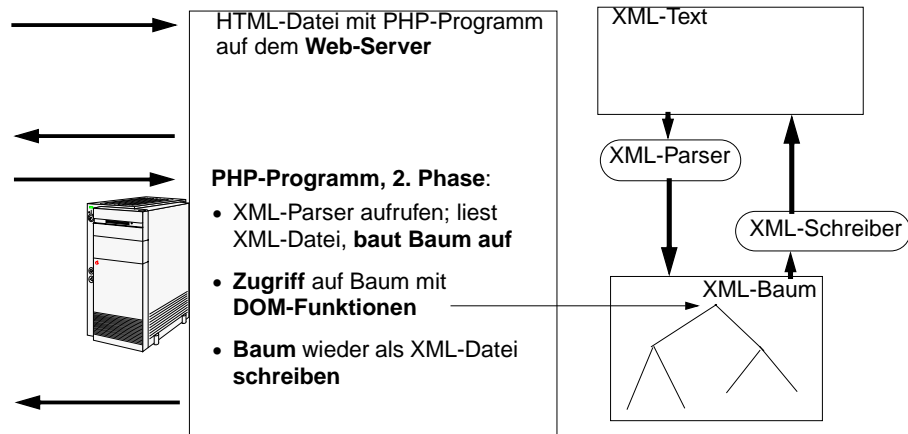 HTML-Datei mit PHP-Programm
auf dem Web-Server
PHP-Programm, 2. Phase:
• XML-Parser aufrufen; liest
XML-Datei, baut Baum auf
• Zugriff auf Baum mit
DOM-Funktionen
• Baum wieder als XML-Datei
schreiben
XML-Text
XML-Parser
XML-Schreiber
XML-Baum